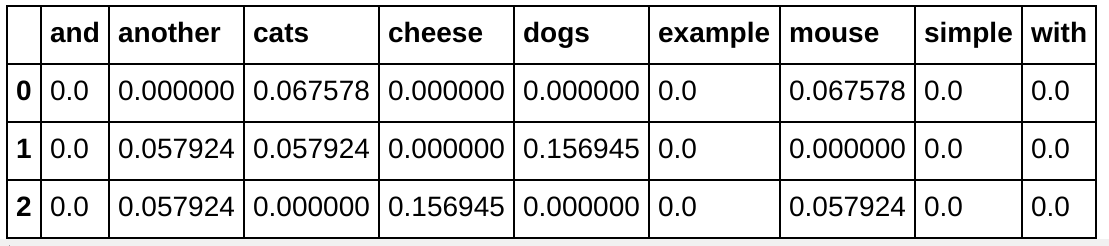 and another cats cheese dogs example mouse simple with
0 0.0 0.000000 0.067578 0.000000 0.000000 0.0 0.067578 0.0 0.0
1 0.0 0.057924 0.057924 0.000000 0.156945 0.0 0.000000 0.0 0.0
2 0.0 0.057924 0.000000 0.156945 0.000000 0.0 0.057924 0.0 0.0